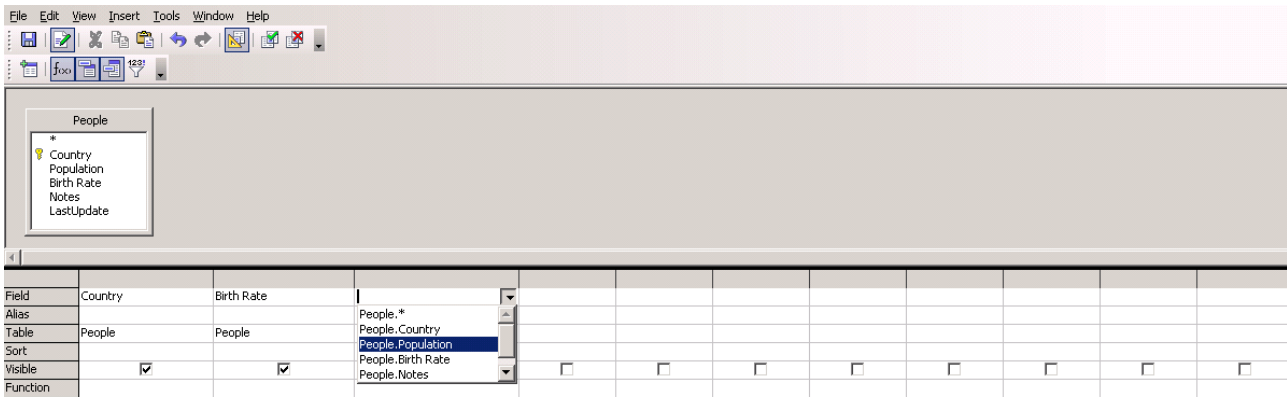 File Edit View Insert Tools Window Help
f(x) 123!
People
*
Country
Population
Birth Rate
Notes
LastUpdate
Field Country Birth Rate
Alias People.*
Table People People People.Country
Sort People.Population
Visible People.Birth Rate
Function People.Notes